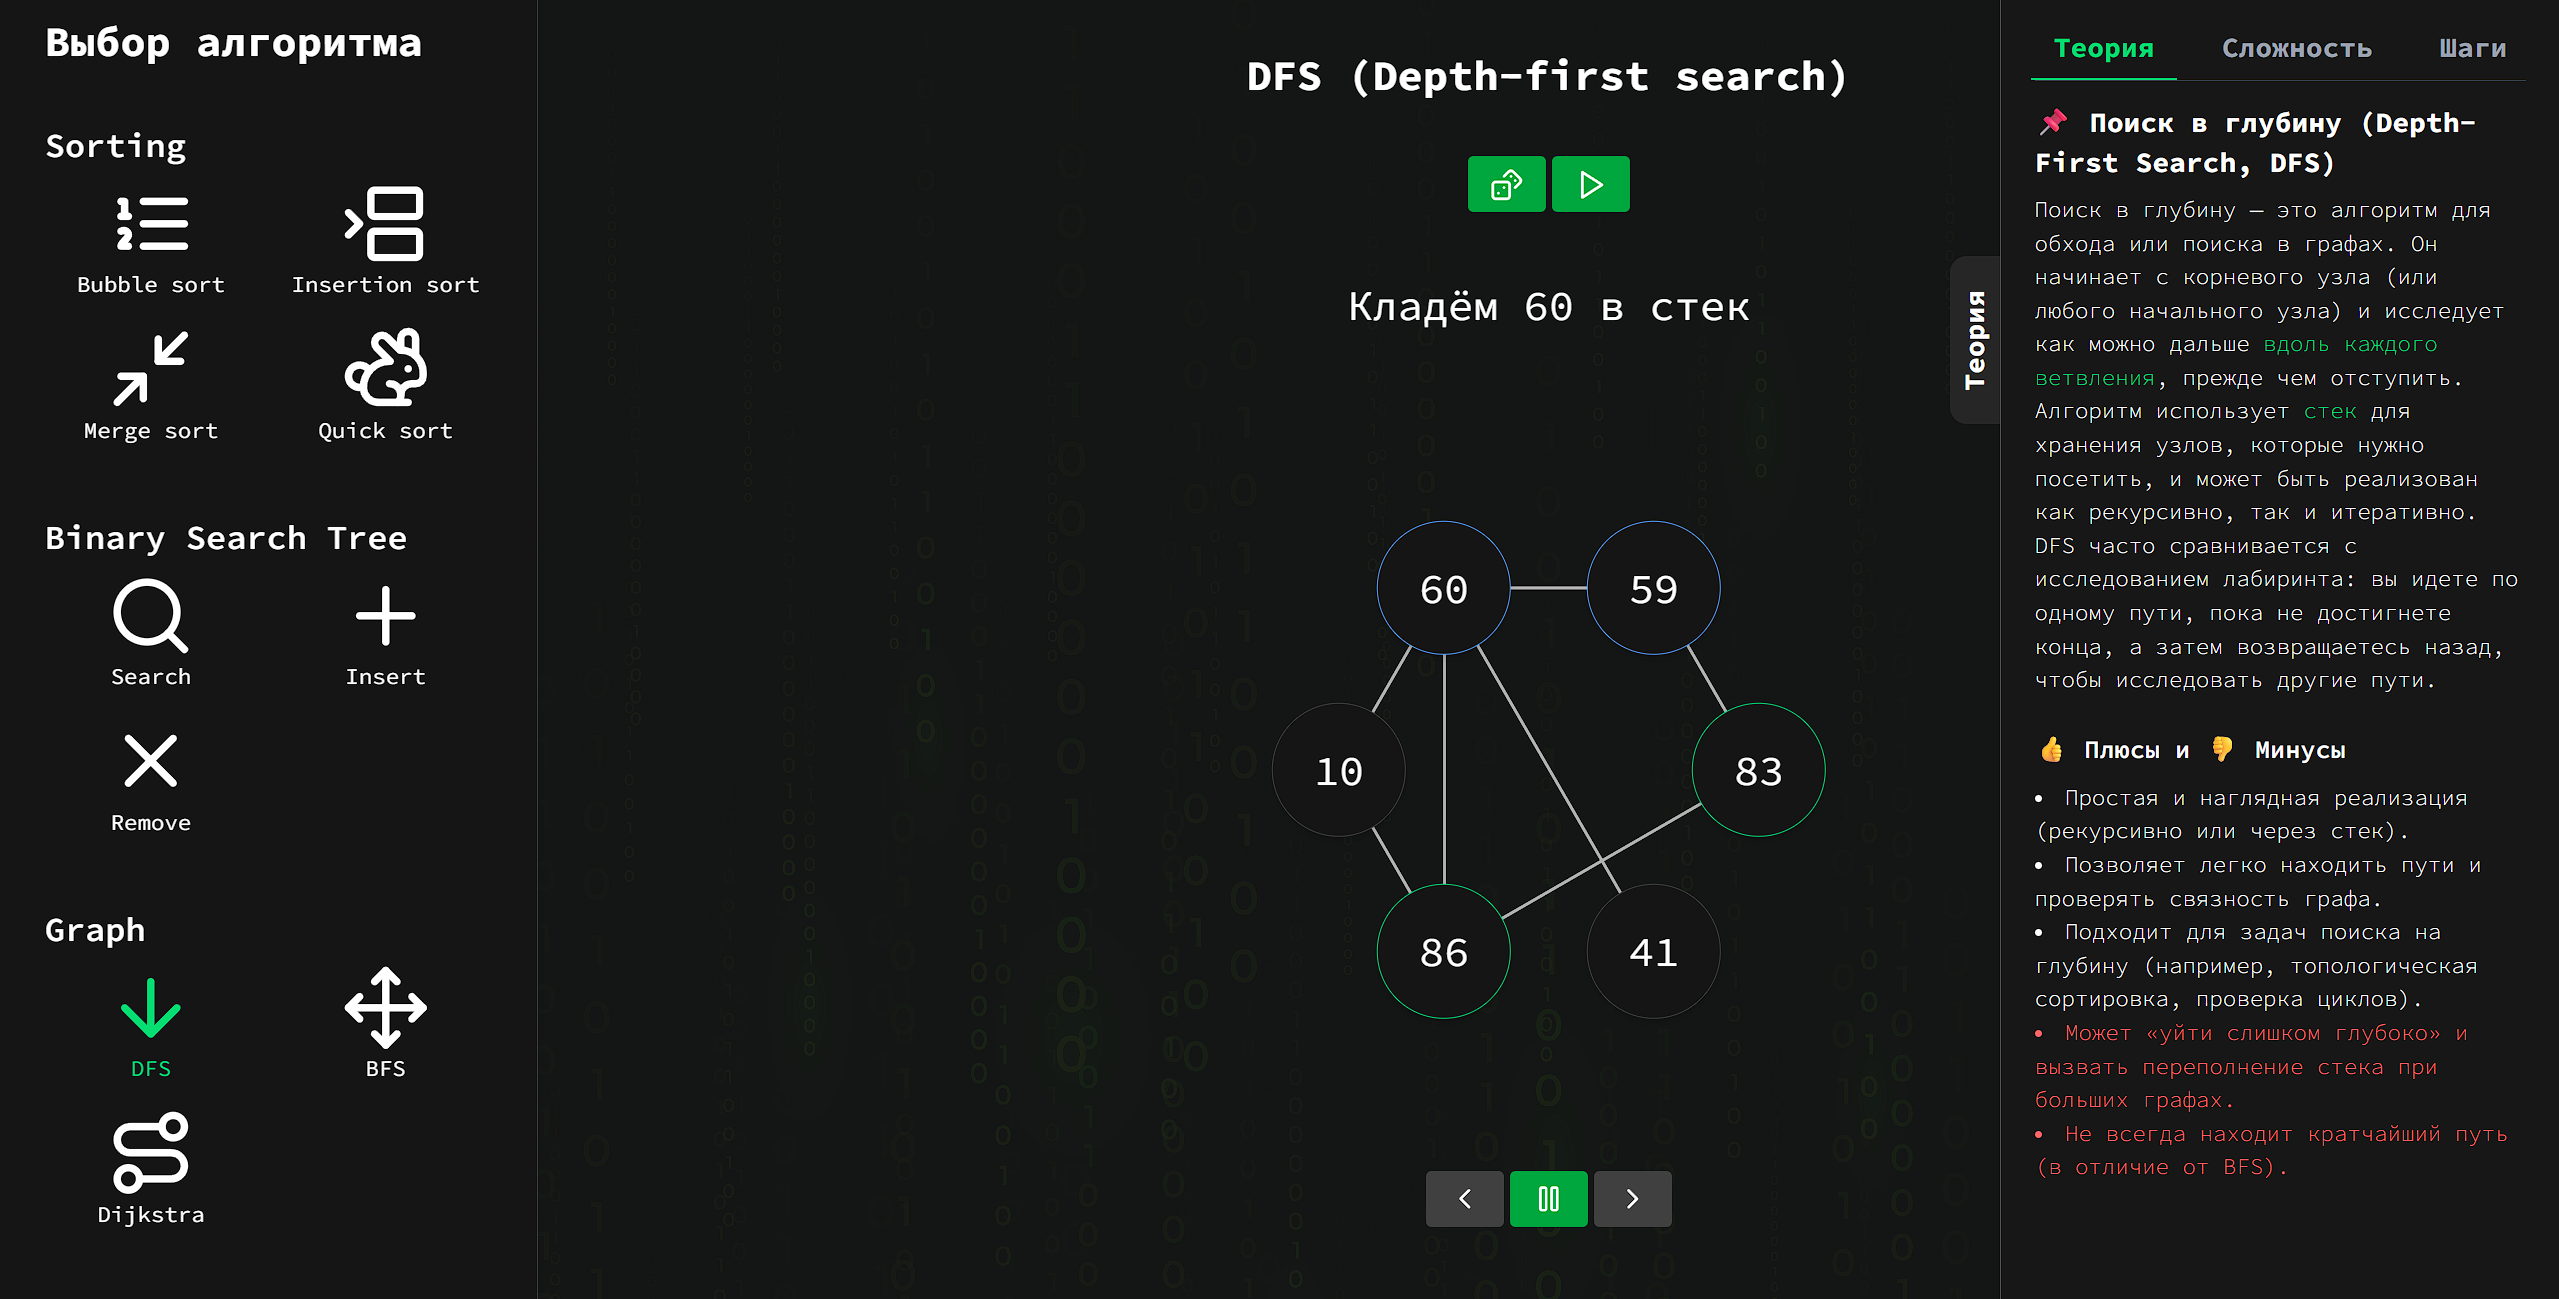 Выбор алгоритма
Sorting
Bubble sort
Insertion sort
Merge sort
Quick sort
Binary Search Tree
Search
Insert
Remove
Graph
DFS
BFS
Dijkstra
DFS (Depth-first search)
Кладём 60 в стек
60
59
10
83
86
41
Теория
Теория
Сложность
Шаги
📌 Поиск в глубину (Depth-
First Search, DFS)
Поиск в глубину — это алгоритм для
обхода или поиска в графах. Он
начинает с корневого узла (или
любого начального узла) и исследует
как можно дальше вдоль каждого
ветвления, прежде чем отступить.
Алгоритм использует стек для
хранения узлов, которые нужно
посетить, и может быть реализован
как рекурсивно, так и итеративно.
DFS часто сравнивается с
исследованием лабиринта: вы идете по
одному пути, пока не достигнете
конца, а затем возвращаетесь назад,
чтобы исследовать другие пути.
👍 Плюсы и 👎 Минусы
• Простая и наглядная реализация
(рекурсивно или через стек).
• Позволяет легко находить пути и
проверять связность графа.
• Подходит для задач поиска на
глубину (например, топологическая
сортировка, проверка циклов).
• Может «уйти слишком глубоко» и
вызвать переполнение стека при
больших графах.
• Не всегда находит кратчайший путь
(в отличие от BFS).